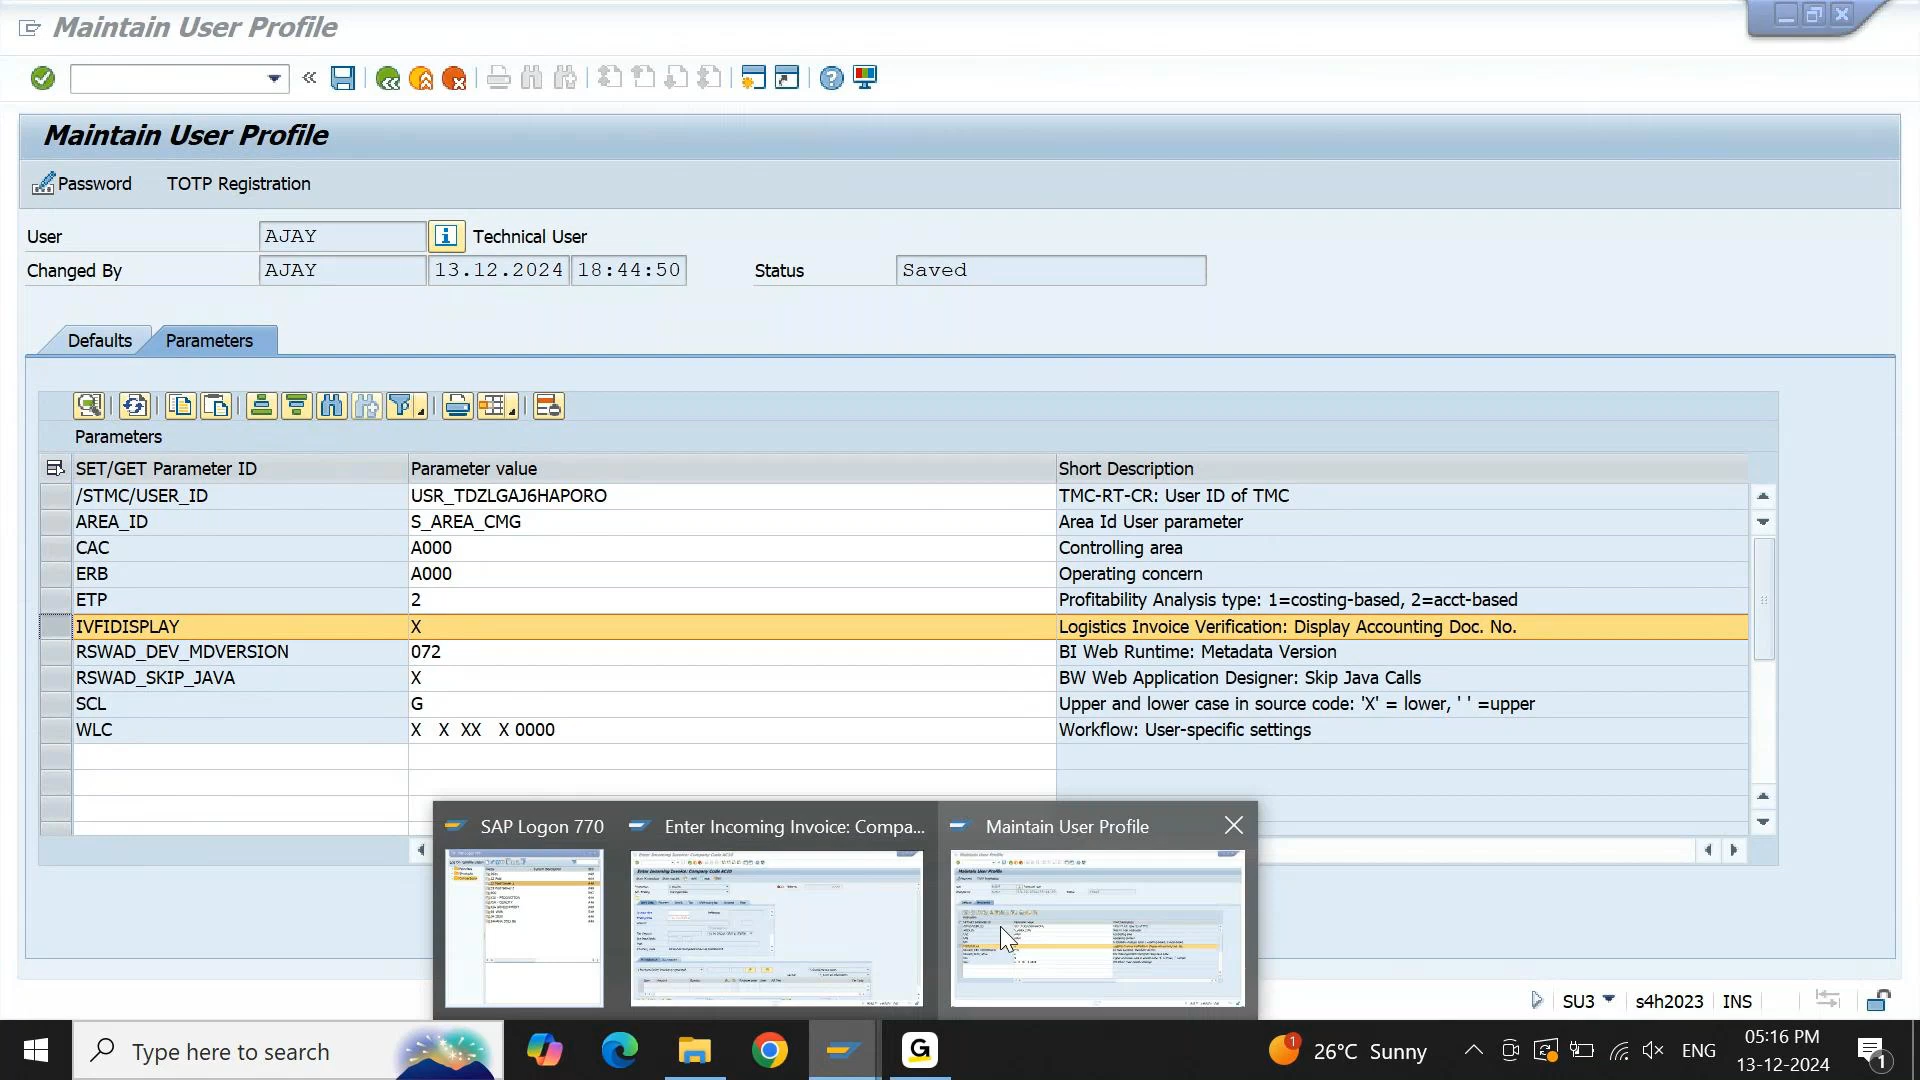 Maintain User Profile
Maintain User Profile
Password TOTP Registration
User AJAY Technical User
Changed By AJAY 13.12.2024 18:44:50 Status Saved
Defaults Parameters
Parameters
SET/GET Parameter ID Parameter value Short Description
/STMC/USER_ID USR_TDZLGAJ6HAPORO TMC-RT-CR: User ID of TMC
AREA_ID S_AREA_CMG Area Id User parameter
CAC A000 Controlling area
ERB A000 Operating concern
ETP 2 Profitability Analysis type: 1=costing-based, 2=acct-based
IVFIDISPLAY X Logistics Invoice Verification: Display Accounting Doc. No.
RSWAD_DEV_MDVERSION 072 BI Web Runtime: Metadata Version
RSWAD_SKIP_JAVA X BW Web Application Designer: Skip Java Calls
SCL G Upper and lower case in source code: 'X' = lower, ' ' =upper
WLC X X XX X 0000 Workflow: User-specific settings
SAP Logon 770 Enter Incoming Invoice: Compa... Maintain User Profile
SU3 s4h2023 INS
Type here to search
G
1 26°C Sunny
ENG
05:16 PM
13-12-2024
1